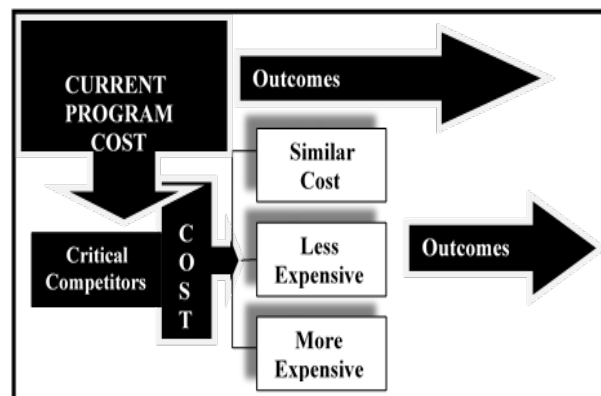 CURRENT
PROGRAM
COST
Outcomes
Similar
Cost
Critical
Competitors
C
O
S
T
Less
Expensive
Outcomes
More
Expensive